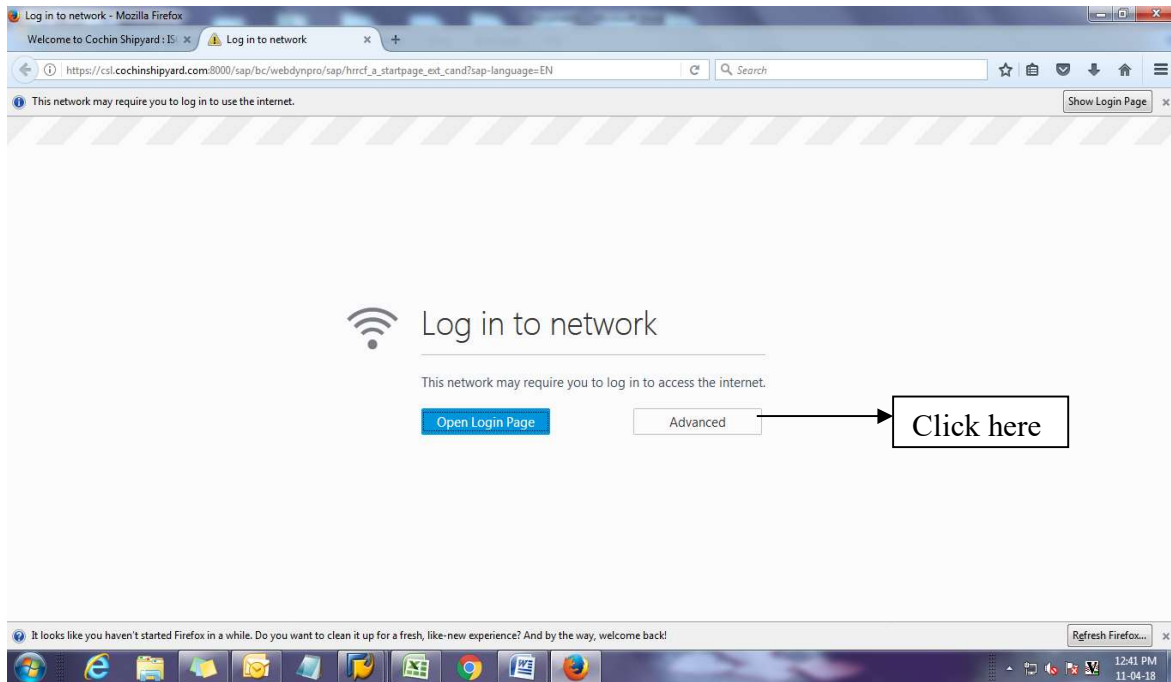 Log in to network - Mozilla Firefox
Welcome to Cochin Shipyard : IS
Log in to network
https://csl.cochinshipyard.com:8000/sap/bc/webdynpro/sap/hrrcf_a_startpage_ext_cand?sap-language=EN
Search
This network may require you to log in to use the internet.
Show Login Page
Log in to network
This network may require you to log in to access the internet.
Open Login Page
Advanced
Click here
It looks like you haven't started Firefox in a while. Do you want to clean it up for a fresh, like-new experience? And by the way, welcome back!
Refresh Firefox...
12:41 PM
11-04-18